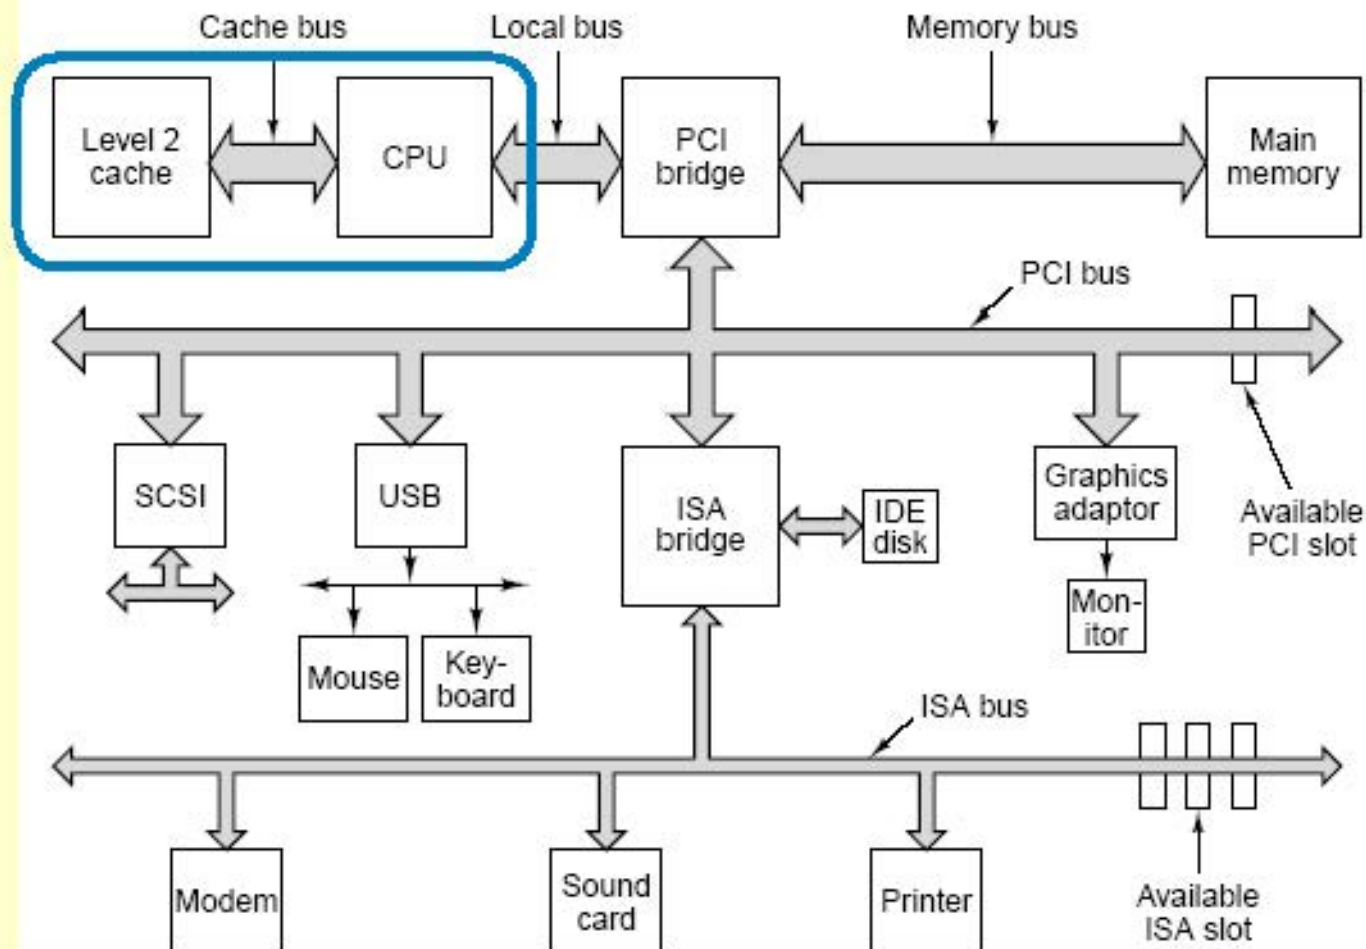 Cache bus
Local bus
Memory bus
Level 2
cache
CPU
PCI
bridge
Main
memory
PCI bus
SCSI
USB
ISA
bridge
IDE
disk
Graphics
adaptor
Available
PCI slot
Mon-
itor
Mouse
Key-
board
ISA bus
Modem
Sound
card
Printer
Available
ISA slot